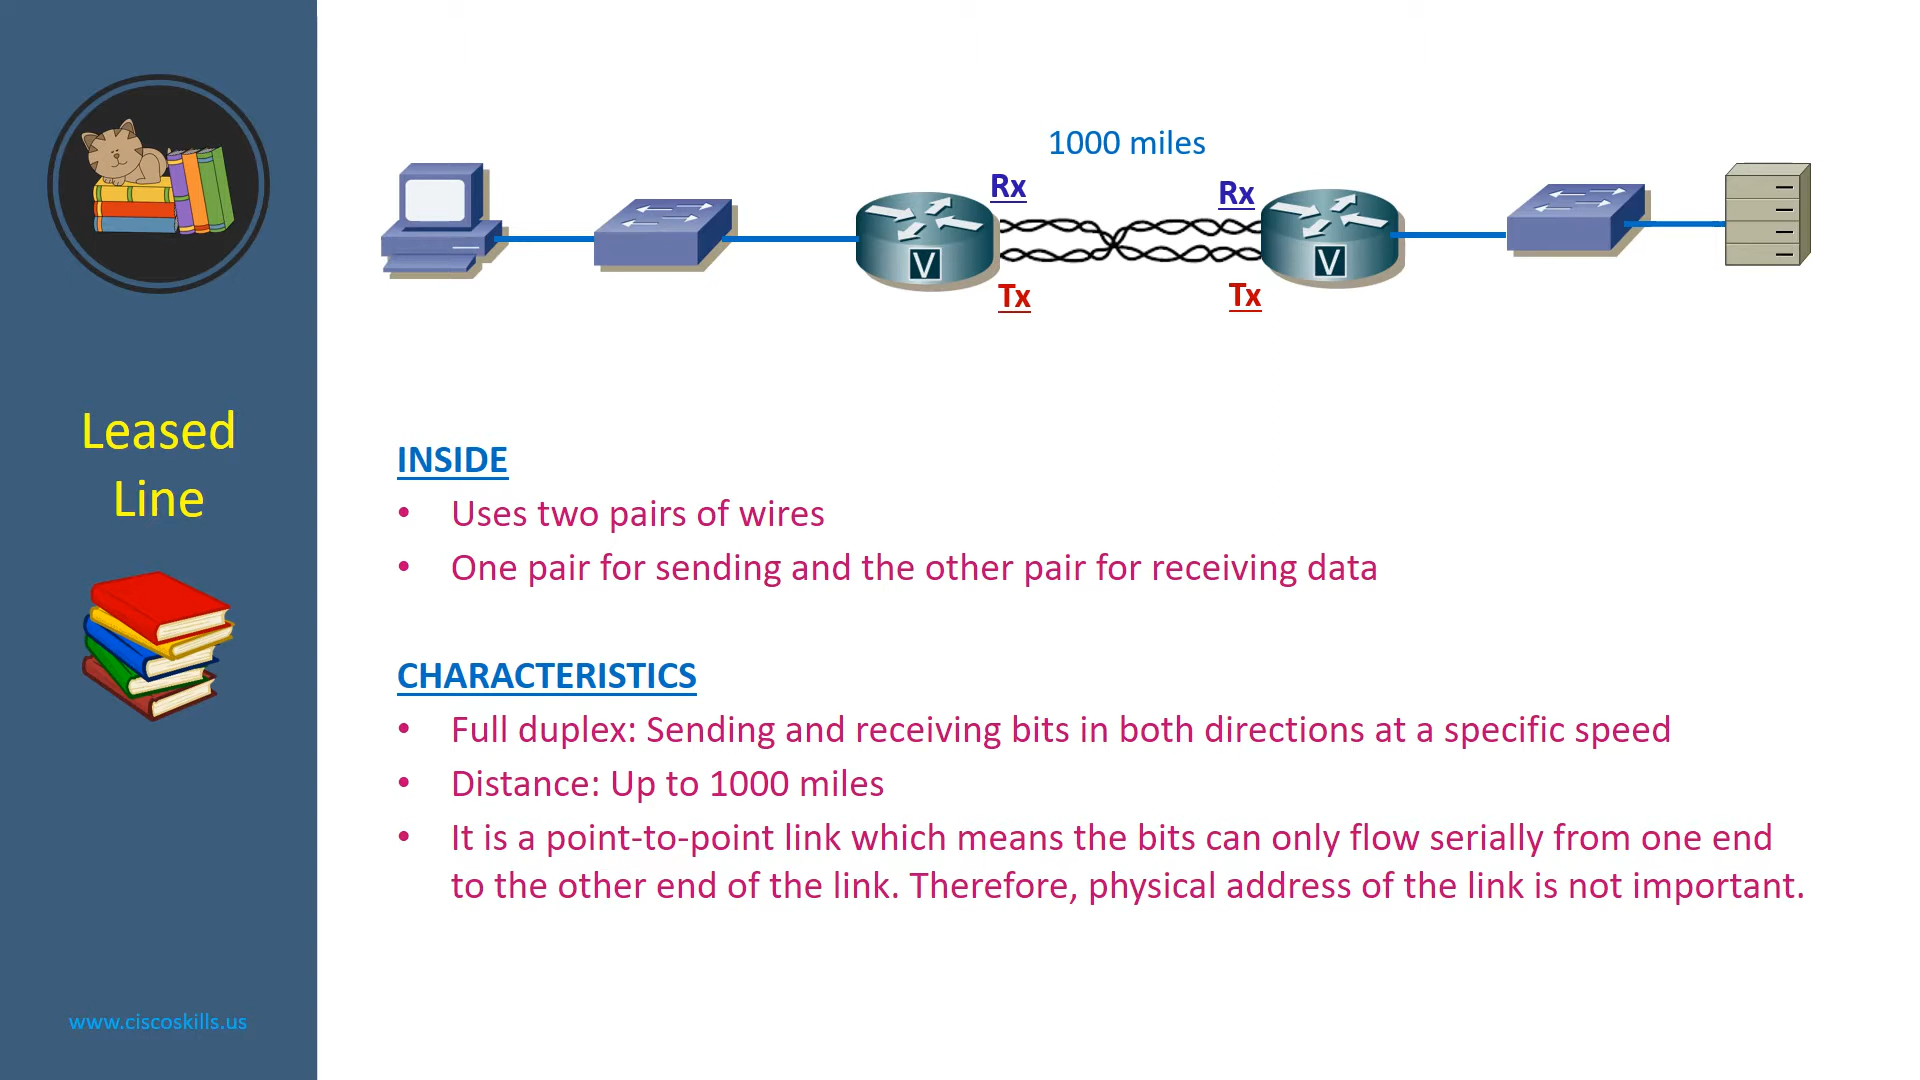 1000 miles
Rx
Rx
V
V
Tx
Tx
Leased
Line
INSIDE
• Uses two pairs of wires
• One pair for sending and the other pair for receiving data
CHARACTERISTICS
• Full duplex: Sending and receiving bits in both directions at a specific speed
• Distance: Up to 1000 miles
• It is a point-to-point link which means the bits can only flow serially from one end
to the other end of the link. Therefore, physical address of the link is not important.
www.ciscoskills.us